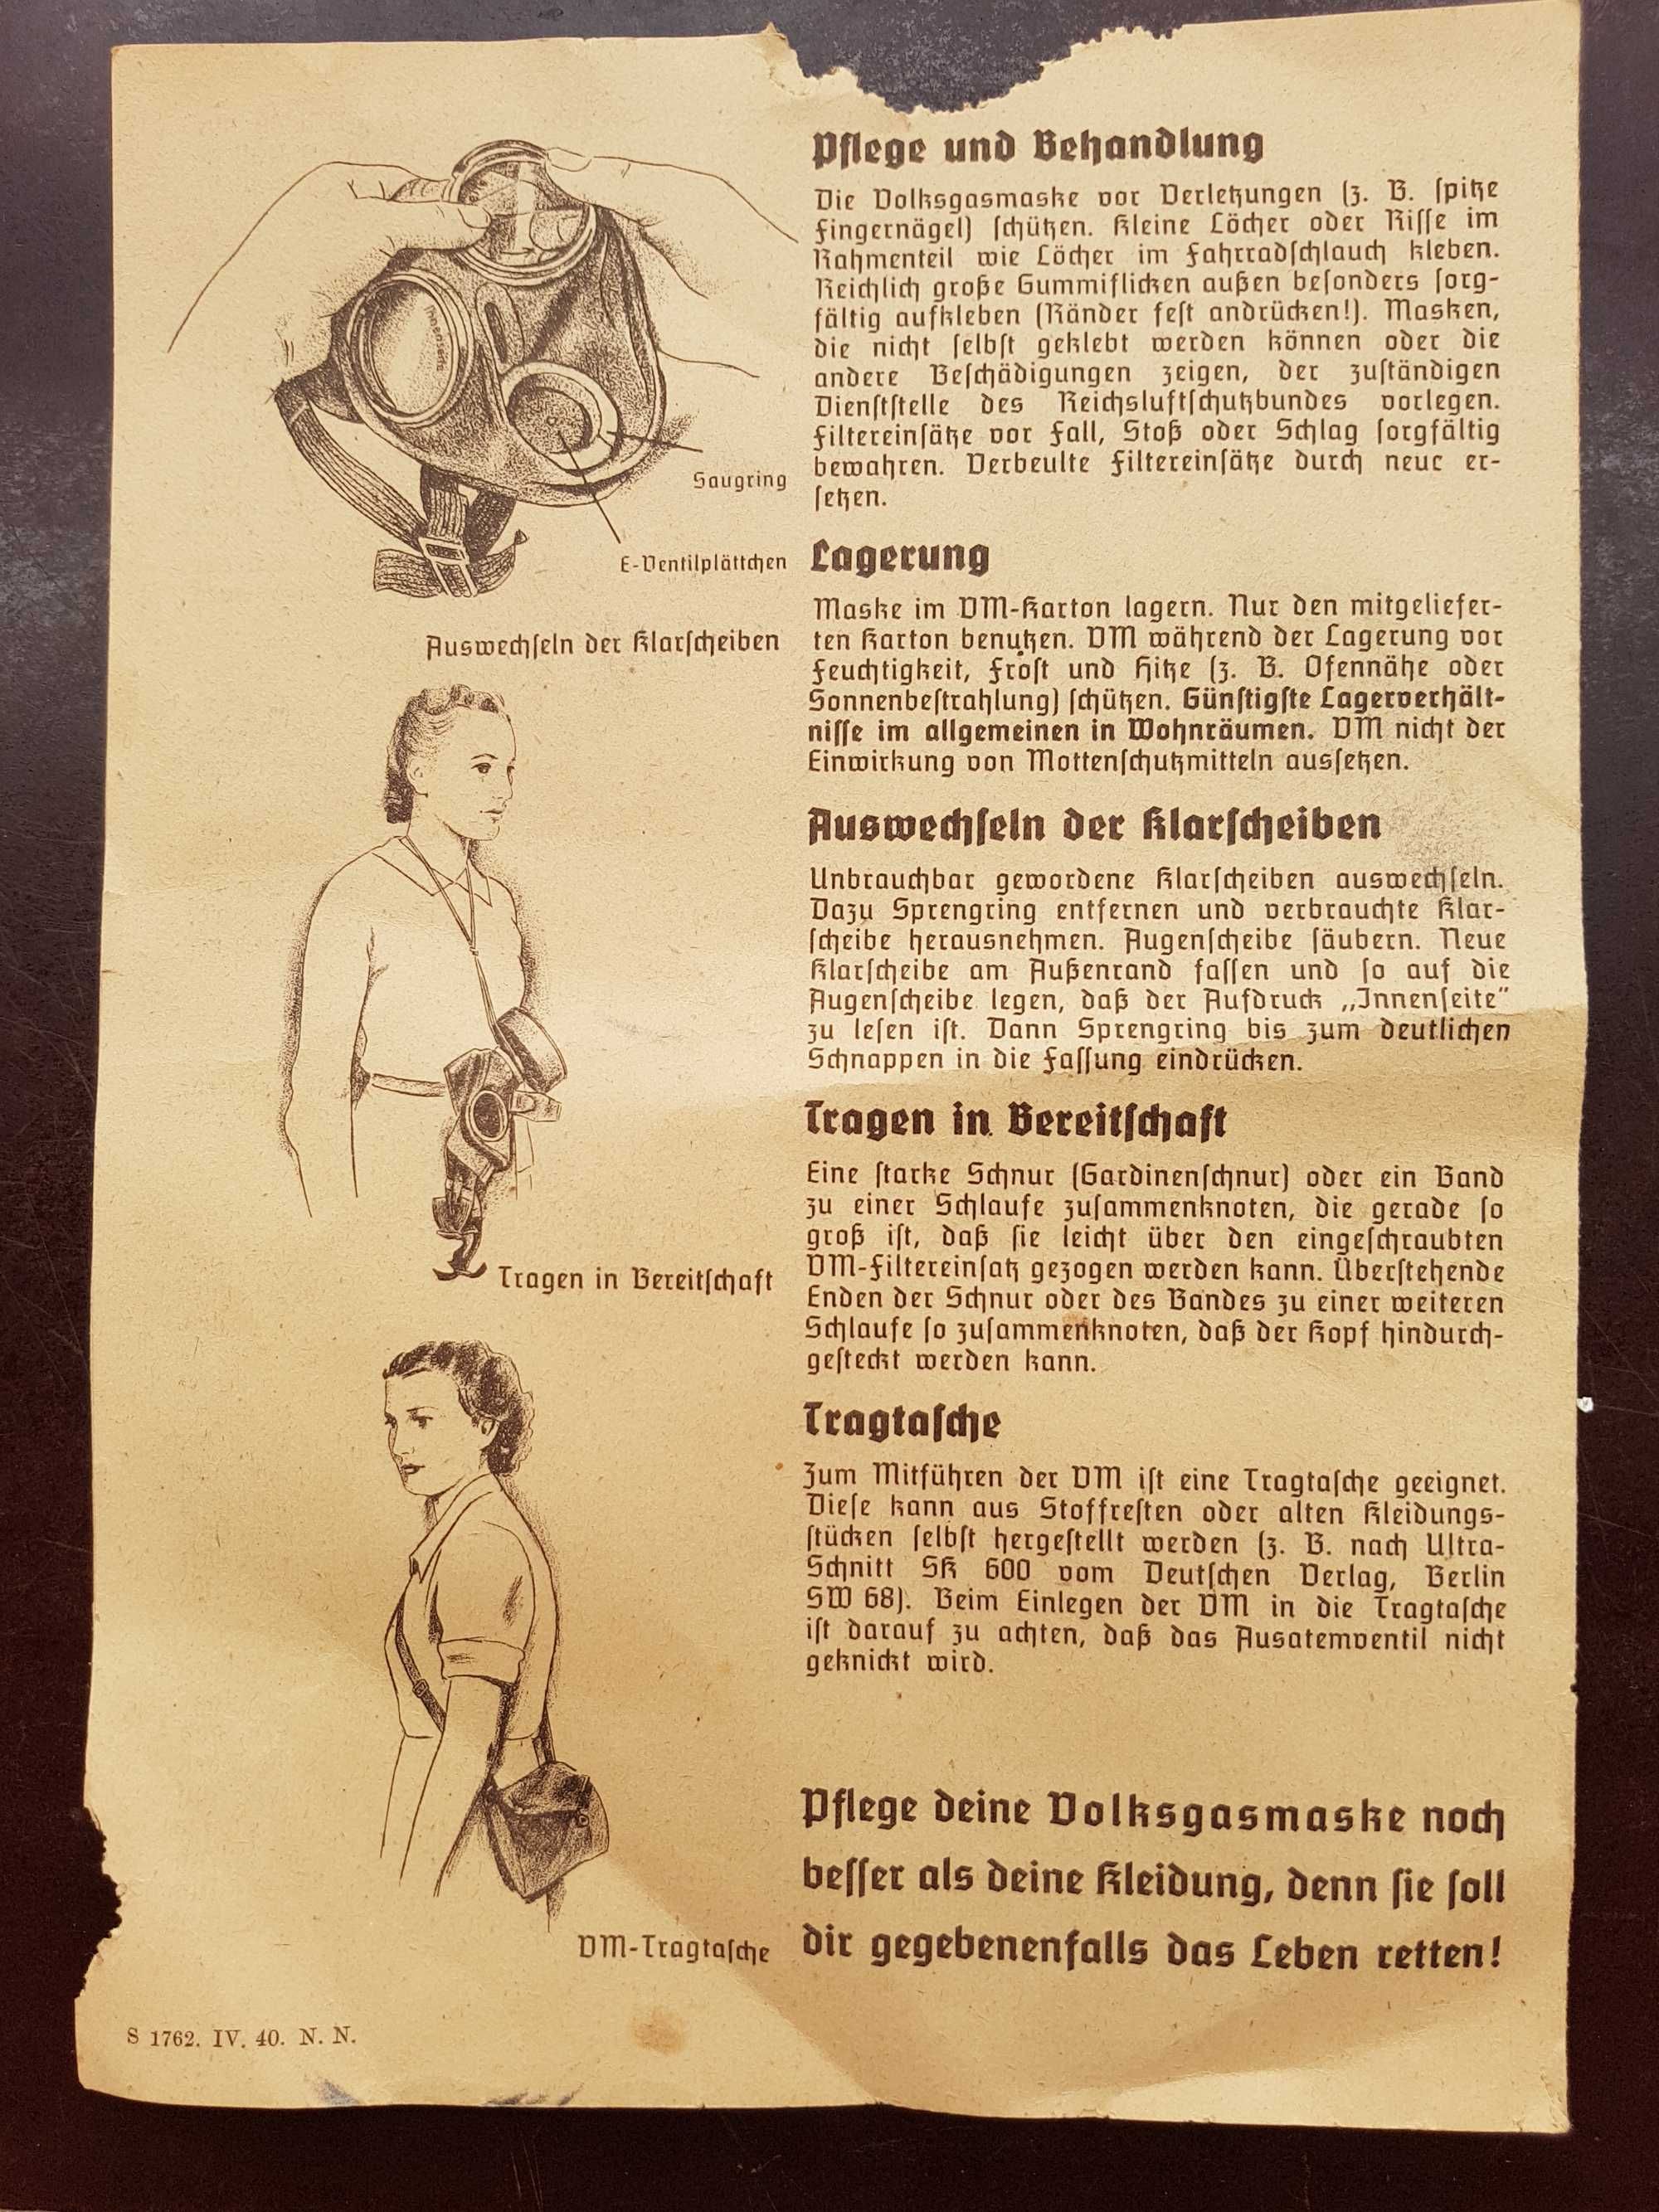 Pflege und Behandlung
Die Volksgasmaske vor Verletzungen (z. B. spitze
Fingernägel) schützen. Kleine Löcher oder Risse im
Rahmenteil wie Löcher im Fahrradschlauch kleben.
Reichlich große Gummiflicken außen besonders sorg-
fältig aufkleben (Ränder fest andrücken!). Masken,
die nicht selbst geklebt werden können oder die
andere Beschädigungen zeigen, der zuständigen
Dienststelle des Reichsluftschutzbundes vorlegen.
Filtereinsätze vor Fall, Stoß oder Schlag sorgfältig
bewahren. Verbeulte Filtereinsätze durch neue er-
setzen.
Innenseite
Saugring
E-Ventilplättchen
Auswechseln der Klarscheiben
Lagerung
Maske im VM-Karton lagern. Nur den mitgeliefer-
ten Karton benutzen. VM während der Lagerung vor
Feuchtigkeit, Frost und Hitze (z. B. Ofennähe oder
Sonnenbestrahlung) schützen. Günstigste Lagerverhält-
nisse im allgemeinen in Wohnräumen. VM nicht der
Einwirkung von Mottenschutzmitteln aussetzen.
Auswechseln der Klarscheiben
Unbrauchbar gewordene Klarscheiben auswechseln.
Dazu Sprengring entfernen und verbrauchte Klar-
scheibe herausnehmen. Augenscheibe säubern. Neue
Klarscheibe am Außenrand fassen und so auf die
Augenscheibe legen, daß der Aufdruck „Innenseite"
zu lesen ist. Dann Sprengring bis zum deutlichen
Schnappen in die Fassung eindrücken.
Tragen in Bereitschaft
Eine starke Schnur (Gardinenschnur) oder ein Band
zu einer Schlaufe zusammenknoten, die gerade so
groß ist, daß sie leicht über den eingeschraubten
VM-Filtereinsatz gezogen werden kann. Überstehende
Enden der Schnur oder des Bandes zu einer weiteren
Schlaufe so zusammenknoten, daß der Kopf hindurch-
gesteckt werden kann.
Tragen in Bereitschaft
Tragtasche
Zum Mitführen der VM ist eine Tragtasche geeignet.
Diese kann aus Stoffresten oder alten Kleidungs-
stücken selbst hergestellt werden (z. B. nach Ultra-
Schnitt SK 600 vom Deutschen Verlag, Berlin
SW 68). Beim Einlegen der VM in die Tragtasche
ist darauf zu achten, daß das Ausatemventil nicht
geknickt wird.
VM-Tragtasche
Pflege deine Volksgasmaske noch
besser als deine Kleidung, denn sie soll
dir gegebenenfalls das Leben retten!
S 1762. IV. 40. N. N.